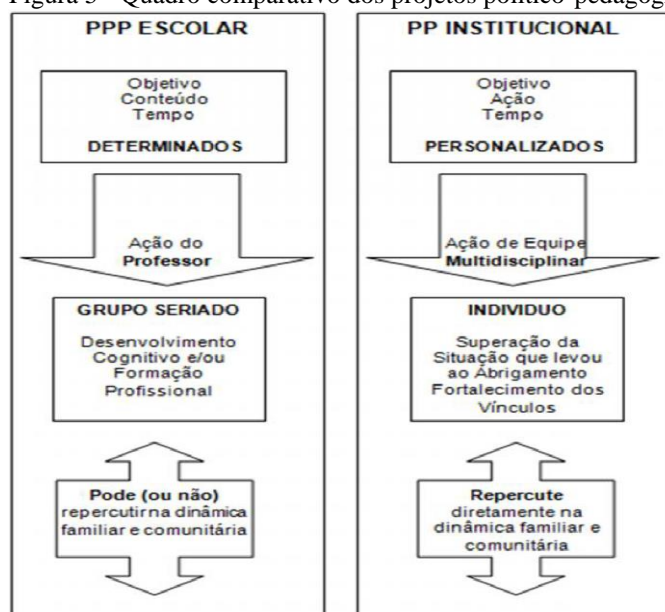 Figura 3 – Quadro comparativo dos projetos político-pedagóg
PPP ESCOLAR
Objetivo
Conteúdo
Tempo
DETERMINADOS
Ação do
Professor
GRUPO SERIADO
Desenvolvimento
Cognitivo e/ou
Formação
Profissional
Pode (ou não)
repercutir na dinâmica
familiar e comunitária
PP INSTITUCIONAL
Objetivo
Ação
Tempo
PERSONALIZADOS
Ação de Equipe
Multidisciplinar
INDIVIDUO
Superação da
Situação que levou
ao Abrigamento
Fortalecimento dos
Vínculos
Repercute
diretamente na
dinâmica familiar e
comunitária